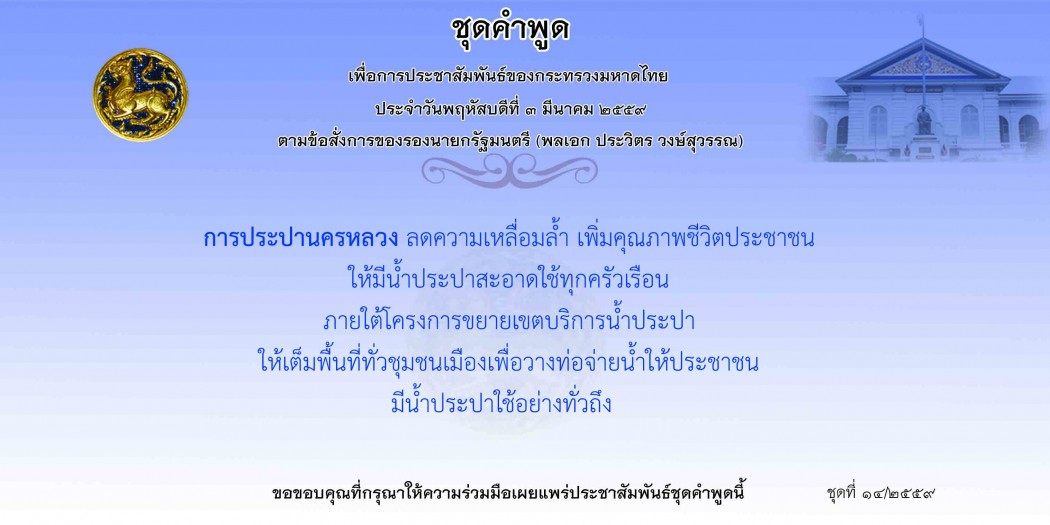 ชุดคำพูด
เพื่อการประชาสัมพันธ์ของกระทรวงมหาดไทย
ประจำวันพฤหัสบดีที่ ๓ มีนาคม ๒๕๕๙
ตามข้อสั่งการของรองนายกรัฐมนตรี (พลเอก ประวิตร วงษ์สุวรรณ)
การประปานครหลวง ลดความเหลื่อมล้ำ เพิ่มคุณภาพชีวิตประชาชน
ให้มีน้ำประปาสะอาดใช้ทุกครัวเรือน
ภายใต้โครงการขยายเขตบริการน้ำประปา
ให้เต็มพื้นที่ทั่วชุมชนเมืองเพื่อวางท่อจ่ายน้ำให้ประชาชน
มีน้ำประปาใช้อย่างทั่วถึง
ขอขอบคุณที่กรุณาให้ความร่วมมือเผยแพร่ประชาสัมพันธ์ชุดคำพูดนี้ ชุดที่ ๑๔/๒๕๕๙